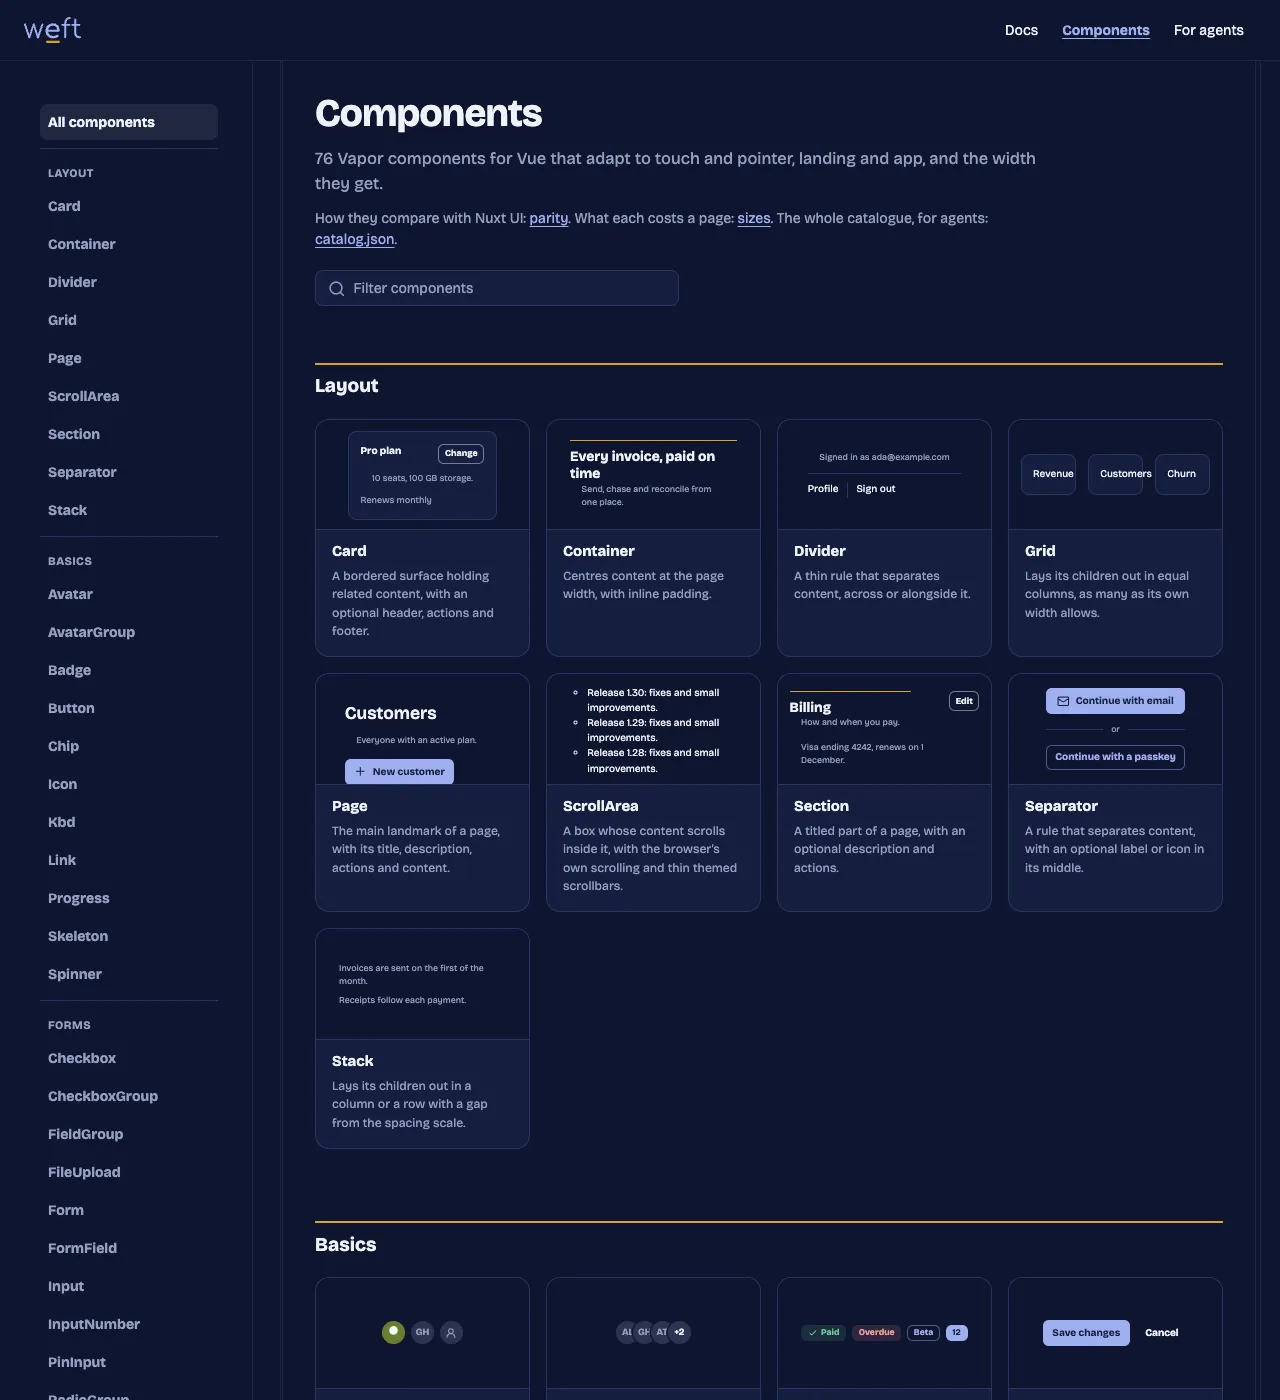 weft
Docs
Components
For agents
All components
LAYOUT
Card
Container
Divider
Grid
Page
ScrollArea
Section
Separator
Stack
BASICS
Avatar
AvatarGroup
Badge
Button
Chip
Icon
Kbd
Link
Progress
Skeleton
Spinner
FORMS
Checkbox
CheckboxGroup
FieldGroup
FileUpload
Form
FormField
Input
InputNumber
PinInput
RadioGroup
Components
76 Vapor components for Vue that adapt to touch and pointer, landing and app, and the width
they get.
How they compare with Nuxt UI: parity. What each costs a page: sizes. The whole catalogue, for agents:
catalog.json.
Filter components
Layout
Pro plan
Change
10 seats, 100 GB storage.
Renews monthly
Card
A bordered surface holding
related content, with an
optional header, actions and
footer.
Every invoice, paid on
time
Send, chase and reconcile from
one place.
Container
Centres content at the page
width, with inline padding.
Signed in as ada@example.com
Profile
Sign out
Divider
A thin rule that separates
content, across or alongside it.
Revenue
Customers
Churn
Grid
Lays its children out in equal
columns, as many as its own
width allows.
Customers
Everyone with an active plan.
New customer
Page
The main landmark of a page,
with its title, description,
actions and content.
Release 1.30: fixes and small
improvements.
Release 1.29: fixes and small
improvements.
Release 1.28: fixes and small
improvements.
ScrollArea
A box whose content scrolls
inside it, with the browser's
own scrolling and thin themed
scrollbars.
Billing
Edit
How and when you pay.
Visa ending 4242, renews on 1
December.
Section
A titled part of a page, with an
optional description and
actions.
Continue with email
or
Continue with a passkey
Separator
A rule that separates content,
with an optional label or icon in
its middle.
Invoices are sent on the first of the
month.
Receipts follow each payment.
Stack
Lays its children out in a
column or a row with a gap
from the spacing scale.
Basics
GH
AL
GH
AT
+2
Paid
Overdue
Beta
12
Save changes
Cancel